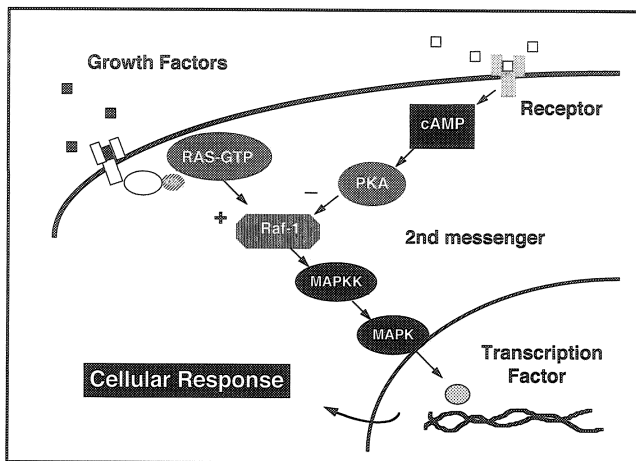 Growth Factors
Receptor
cAMP
RAS-GTP
PKA
−
+
Raf-1
2nd messenger
MAPKK
MAPK
Transcription
Factor
Cellular Response